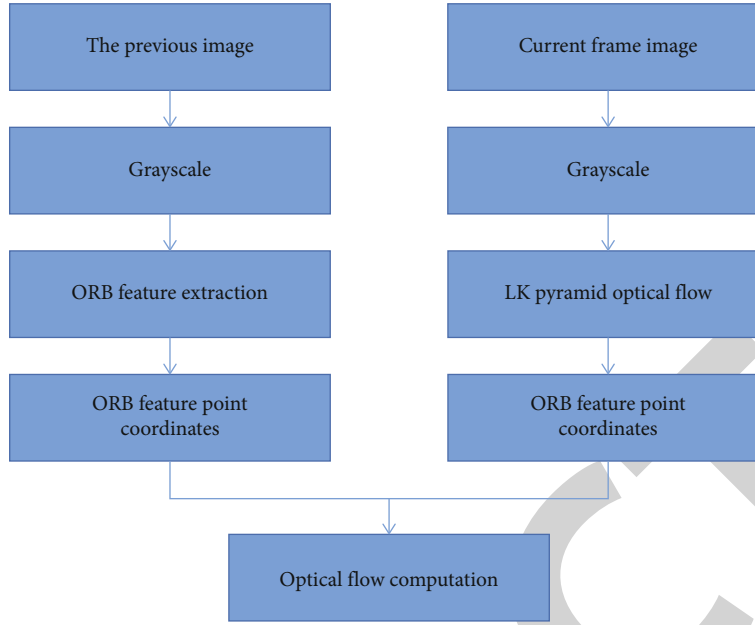 The previous image
Grayscale
ORB feature extraction
ORB feature point
coordinates
Current frame image
Grayscale
LK pyramid optical flow
ORB feature point
coordinates
Optical flow computation